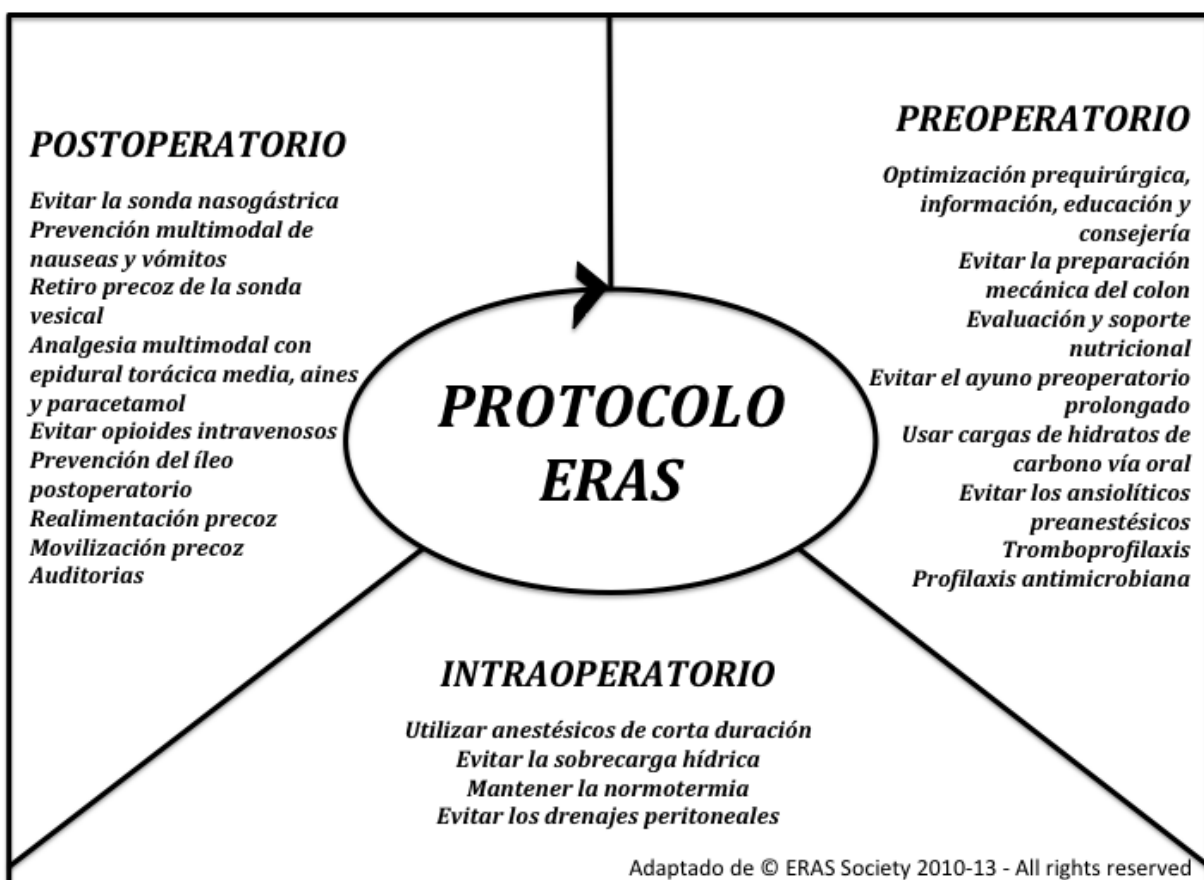 POSTOPERATORIO
Evitar la sonda nasogástrica
Prevención multimodal de
nauseas y vómitos
Retiro precoz de la sonda
vesical
Analgesia multimodal con
epidural torácica media, aines
y paracetamol
Evitar opioides intravenosos
Prevención del íleo
postoperatorio
Realimentación precoz
Movilización precoz
Auditorias
PREOPERATORIO
Optimización prequirúrgica,
información, educación y
consejería
Evitar la preparación
mecánica del colon
Evaluación y soporte
nutricional
Evitar el ayuno preoperatorio
prolongado
Usar cargas de hidratos de
carbono vía oral
Evitar los ansiolíticos
preanestésicos
Tromboprofilaxis
Profilaxis antimicrobiana
PROTOCOLO
ERAS
INTRAOPERATORIO
Utilizar anestésicos de corta duración
Evitar la sobrecarga hídrica
Mantener la normotermia
Evitar los drenajes peritoneales
Adaptado de © ERAS Society 2010-13 - All rights reserved